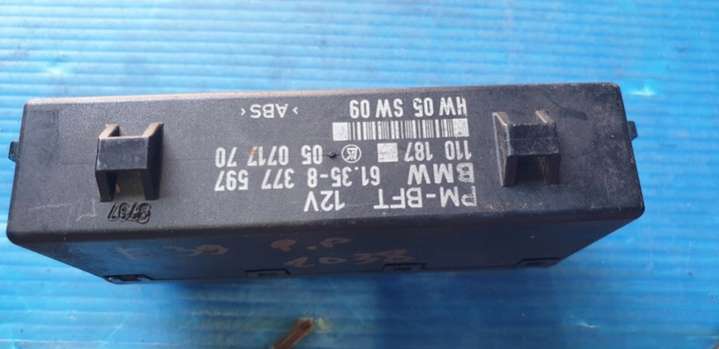 PM-BFT 12V
BMW 61.35-8 377 597
110 187 05 0717 70
HW 05 SW 09
>ABS<